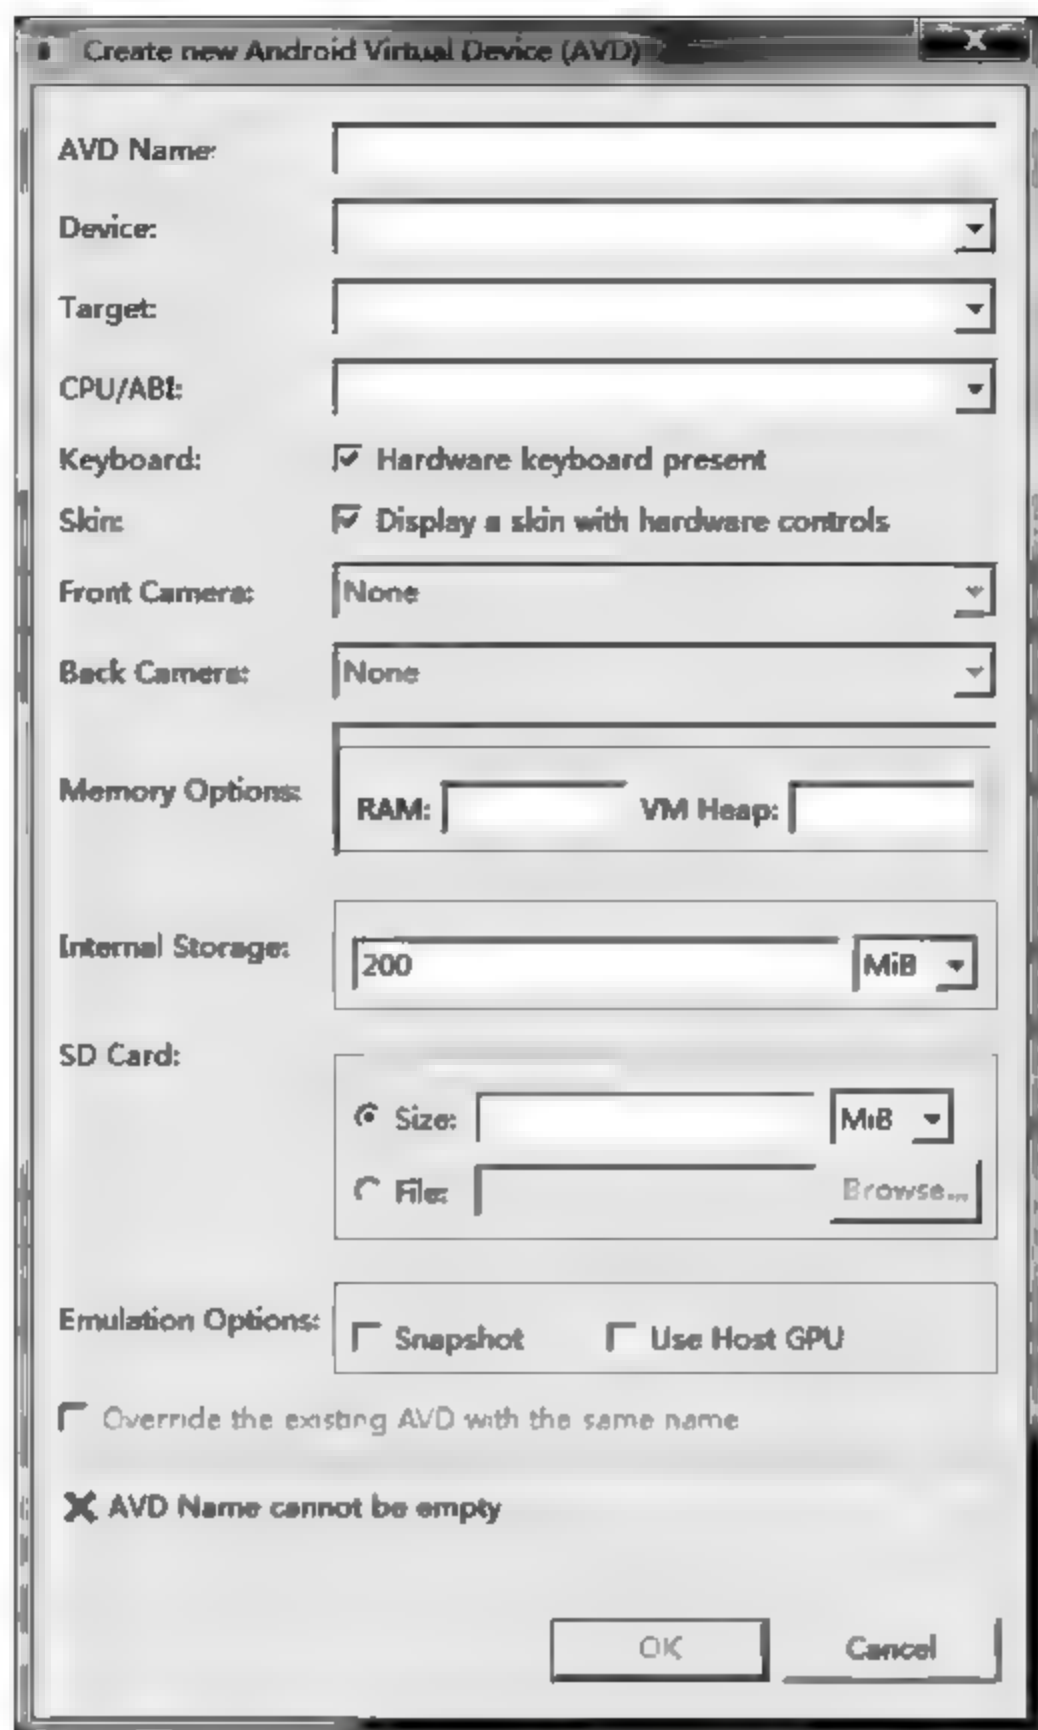 Create new Android Virtual Device (AVD)
AVD Name:
Device:
Target:
CPU/ABI:
Keyboard: Hardware keyboard present
Skin: Display a skin with hardware controls
Front Camera: None
Back Camera: None
Memory Options: RAM: VM Heap:
Internal Storage: 200 MiB
SD Card:
Size: MiB
File: Browse...
Emulation Options: Snapshot Use Host GPU
Override the existing AVD with the same name
AVD Name cannot be empty
OK Cancel